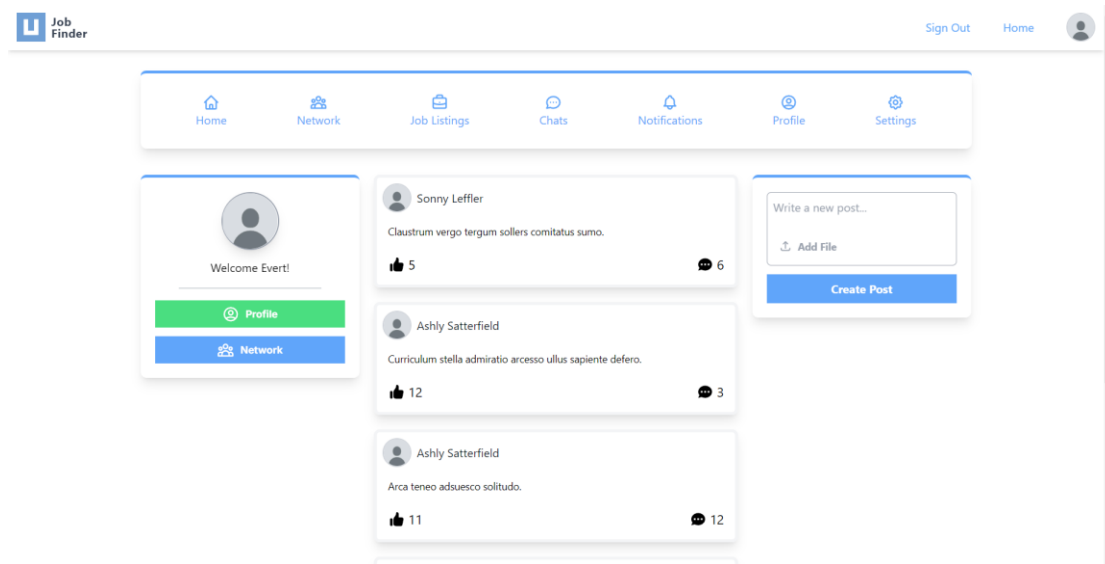 U Job
Finder
Sign Out Home
Home Network Job Listings Chats Notifications Profile Settings
Welcome Evert!
Profile
Network
Sonny Leffler
Claustrum vergo tergum sollers comitatus sumo.
5 6
Ashly Satterfield
Curriculum stella admiratio arcesso ullus sapiente defero.
12 3
Ashly Satterfield
Arca teneo adsuesco solitudo.
11 12
Write a new post...
Add File
Create Post